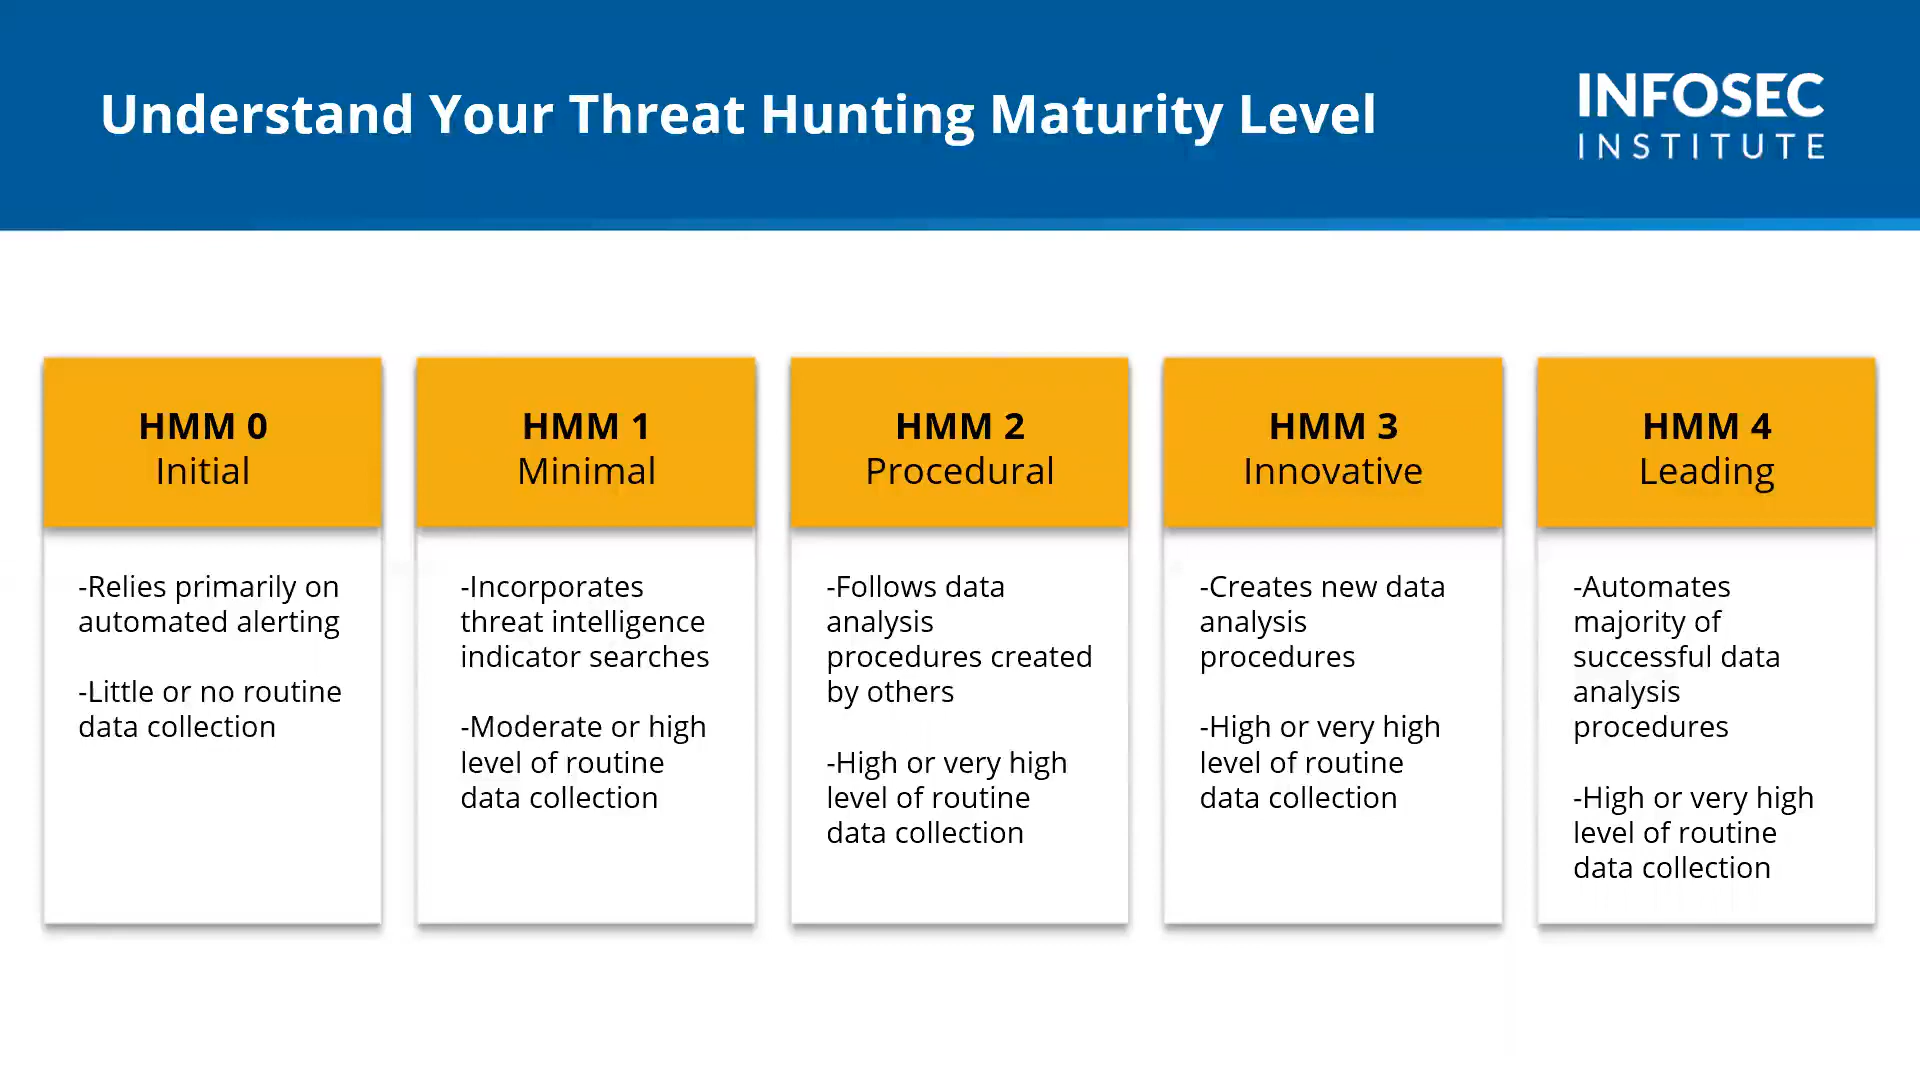 Understand Your Threat Hunting Maturity Level
INFOSEC
INSTITUTE
HMM 0
Initial
-Relies primarily on
automated alerting
-Little or no routine
data collection
HMM 1
Minimal
-Incorporates
threat intelligence
indicator searches
-Moderate or high
level of routine
data collection
HMM 2
Procedural
-Follows data
analysis
procedures created
by others
-High or very high
level of routine
data collection
HMM 3
Innovative
-Creates new data
analysis
procedures
-High or very high
level of routine
data collection
HMM 4
Leading
-Automates
majority of
successful data
analysis
procedures
-High or very high
level of routine
data collection